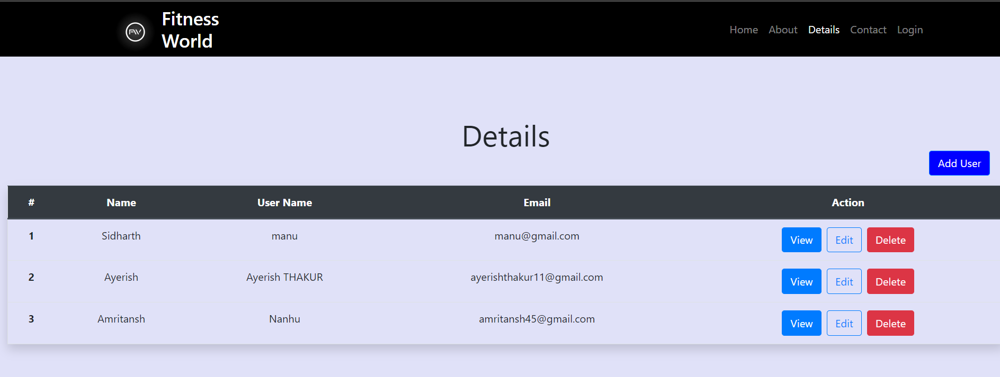 FW
Fitness
World
Home About Details Contact Login
Details
Add User
# Name User Name Email Action
1 Sidharth manu manu@gmail.com View Edit Delete
2 Ayerish Ayerish THAKUR ayerishthakur11@gmail.com View Edit Delete
3 Amritansh Nanhu amritansh45@gmail.com View Edit Delete